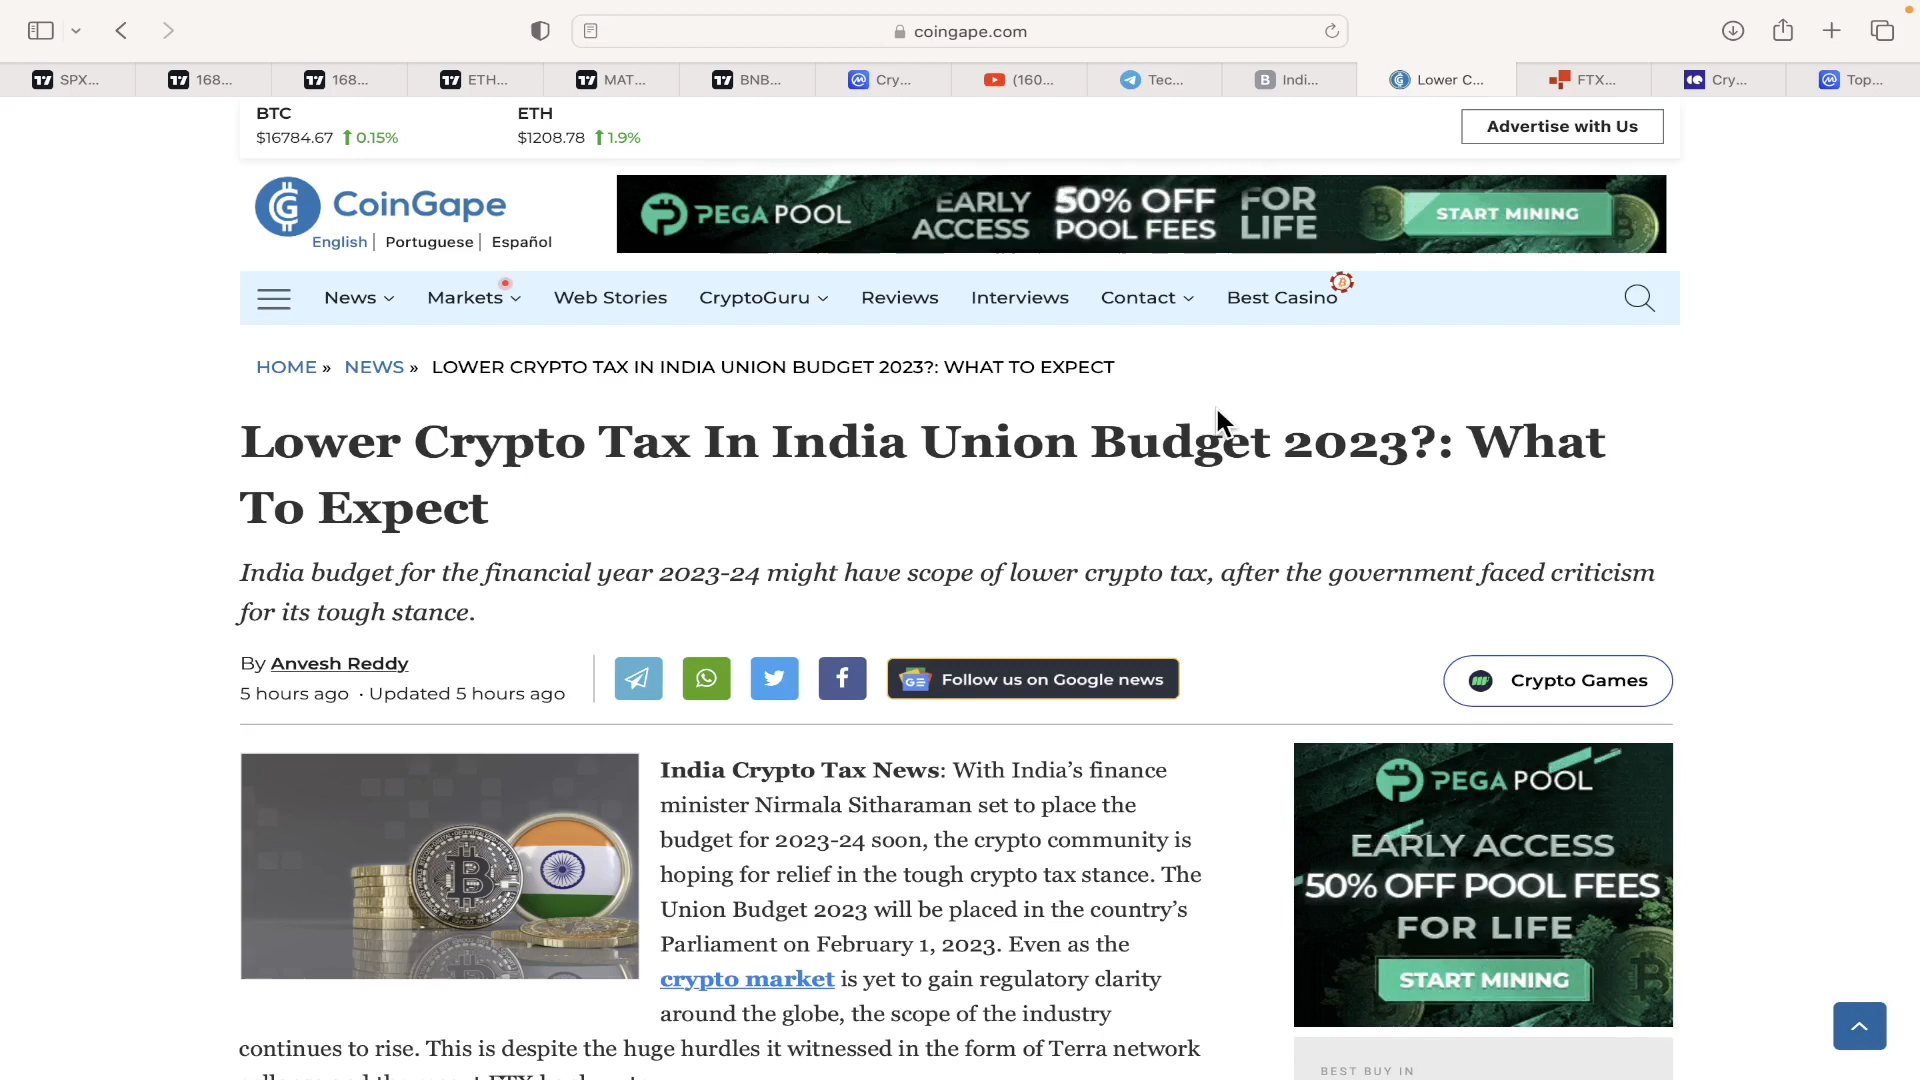 coingape.com
SPX...
168...
168...
ETH...
MAT...
BNB...
Cry...
(160...
Tec...
Indi...
Lower C...
FTX...
Cry...
Top...
BTC
ETH
$16784.67 0.15%
$1208.78 1.9%
Advertise with Us
CoinGape
English | Portuguese | Español
PEGA POOL
EARLY ACCESS
50% OFF POOL FEES
FOR LIFE
START MINING
News
Markets
Web Stories
CryptoGuru
Reviews
Interviews
Contact
Best Casino
HOME » NEWS » LOWER CRYPTO TAX IN INDIA UNION BUDGET 2023?: WHAT TO EXPECT
Lower Crypto Tax In India Union Budget 2023?: What
To Expect
India budget for the financial year 2023-24 might have scope of lower crypto tax, after the government faced criticism
for its tough stance.
By Anvesh Reddy
5 hours ago · Updated 5 hours ago
Follow us on Google news
Crypto Games
India Crypto Tax News: With India’s finance
minister Nirmala Sitharaman set to place the
budget for 2023-24 soon, the crypto community is
hoping for relief in the tough crypto tax stance. The
Union Budget 2023 will be placed in the country’s
Parliament on February 1, 2023. Even as the
crypto market is yet to gain regulatory clarity
around the globe, the scope of the industry
continues to rise. This is despite the huge hurdles it witnessed in the form of Terra network
PEGA POOL
EARLY ACCESS
50% OFF POOL FEES
FOR LIFE
START MINING
BEST BUY IN